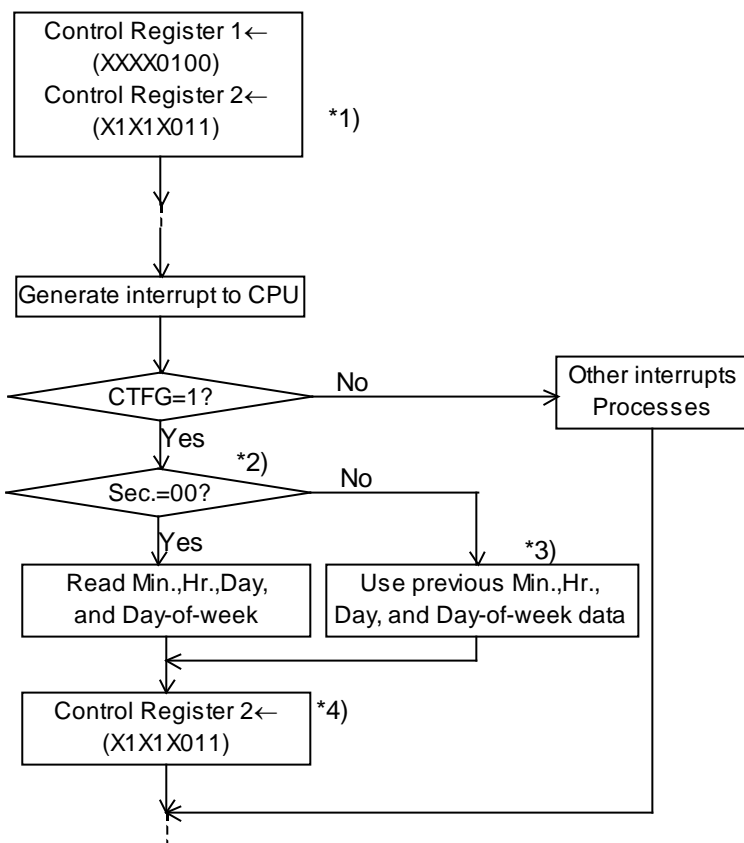 Control Register 1←
(XXXX0100)
Control Register 2←
(X1X1X011)
*1)
Generate interrupt to CPU
CTFG=1?
No
Other interrupts
Processes
Yes
*2)
Sec.=00?
No
Yes
*3)
Read Min.,Hr.,Day,
and Day-of-week
Use previous Min.,Hr.,
Day, and Day-of-week data
Control Register 2←
(X1X1X011)
*4)